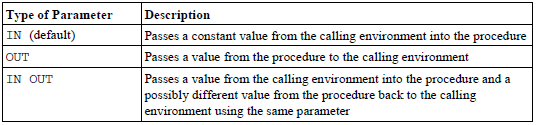 Type of Parameter Description
IN (default) Passes a constant value from the calling environment into the procedure
OUT Passes a value from the procedure to the calling environment
IN OUT Passes a value from the calling environment into the procedure and a
possibly different value from the procedure back to the calling
environment using the same parameter